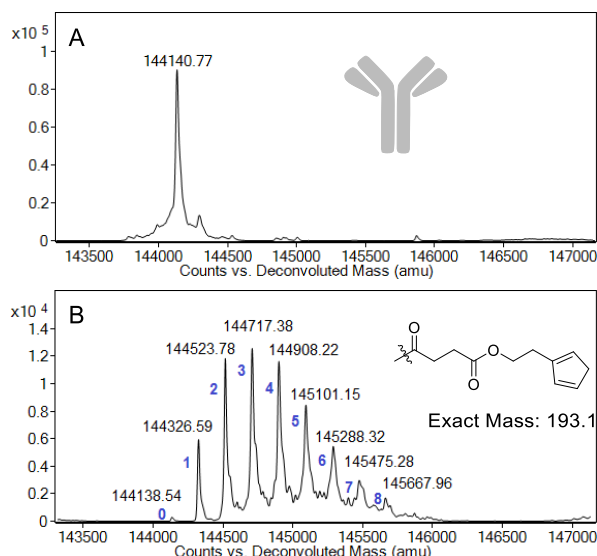 x10 5
A
1
144140.77
0.8
0.6
0.4
0.2
0
143500 144000 144500 145000 145500 146000 146500 147000
Counts vs. Deconvoluted Mass (amu)
x10 4
B
1.4
144717.38
1.2
144523.78
3
144908.22
O
O
O
1
2
4
0.8
145101.15
Exact Mass: 193.1
5
0.6
144326.59
145288.32
0.4
1
6
145475.28
0.2
144138.54
7
145667.96
0
0
8
144000 144500 145000 145500 146000 146500 147000
Counts vs. Deconvoluted Mass (amu)